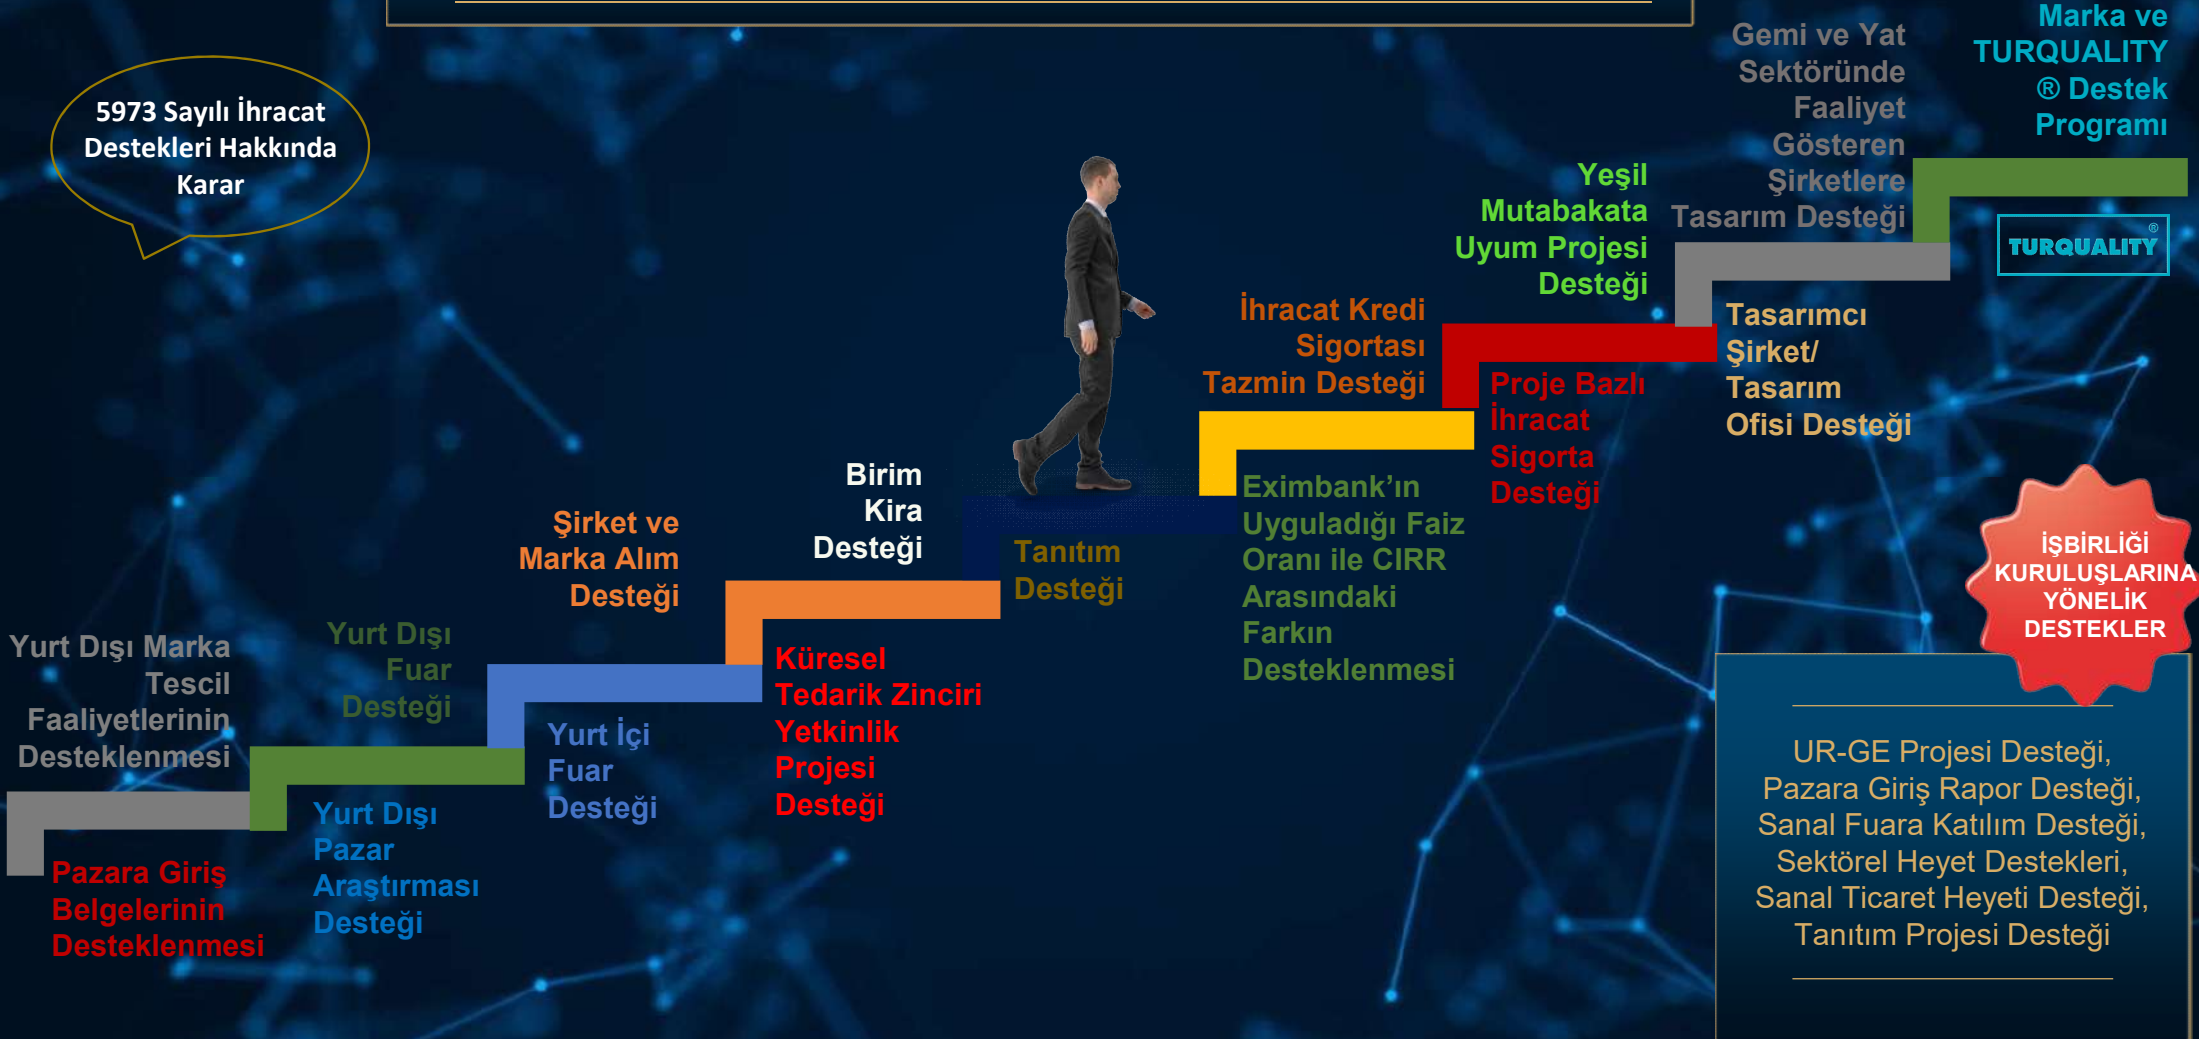 5973 Sayılı İhracat
Destekleri Hakkında
Karar
Yurt Dışı Marka
Tescil
Faaliyetlerinin
Desteklenmesi
Pazara Giriş
Belgelerinin
Desteklenmesi
Yurt Dışı
Fuar
Desteği
Yurt Dışı
Pazar
Araştırması
Desteği
Şirket ve
Marka Alım
Desteği
Yurt İçi
Fuar
Desteği
Birim
Kira
Desteği
Küresel
Tedarik Zinciri
Yetkinlik
Projesi
Desteği
Tanıtım
Desteği
İhracat Kredi
Sigortası
Tazmin Desteği
Eximbank’ın
Uyguladığı Faiz
Oranı ile CIRR
Arasındaki
Farkın
Desteklenmesi
Yeşil
Mutabakata
Uyum Projesi
Desteği
Proje Bazlı
İhracat
Sigorta
Desteği
Gemi ve Yat
Sektöründe
Faaliyet
Gösteren
Şirketlere
Tasarım Desteği
Tasarımcı
Şirket/
Tasarım
Ofisi Desteği
Marka ve
TURQUALITY
® Destek
Programı
TURQUALITY®
İŞBİRLİĞİ
KURULUŞLARINA
YÖNELİK
DESTEKLER
UR-GE Projesi Desteği,
Pazara Giriş Rapor Desteği,
Sanal Fuara Katılım Desteği,
Sektörel Heyet Destekleri,
Sanal Ticaret Heyeti Desteği,
Tanıtım Projesi Desteği